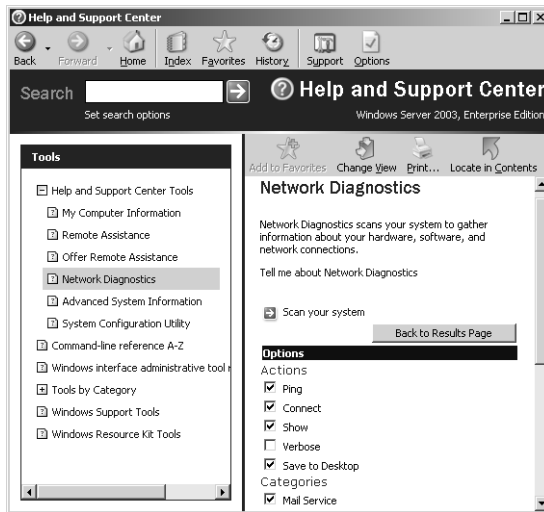 Help and Support Center
Back Forward Home Index Favorites History Support Options
Search
Set search options
Help and Support Center
Windows Server 2003, Enterprise Edition
Tools
Help and Support Center Tools
My Computer Information
Remote Assistance
Offer Remote Assistance
Network Diagnostics
Advanced System Information
System Configuration Utility
Command-line reference A-Z
Windows interface administrative tool r
Tools by Category
Windows Support Tools
Windows Resource Kit Tools
Add to Favorites Change View Print... Locate in Contents
Network Diagnostics
Network Diagnostics scans your system to gather
information about your hardware, software, and
network connections.
Tell me about Network Diagnostics
Scan your system
Back to Results Page
Options
Actions
Ping
Connect
Show
Verbose
Save to Desktop
Categories
Mail Service